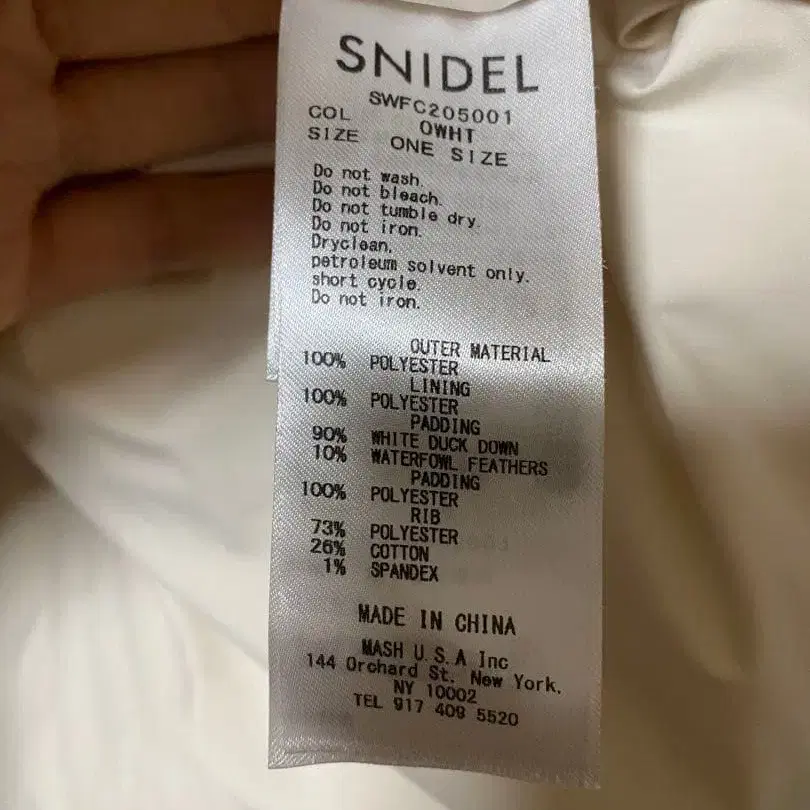 SNIDEL
SWFC205001
COL OWHT
SIZE ONE SIZE
Do not wash.
Do not bleach.
Do not tumble dry.
Do not iron.
Dryclean,
petroleum solvent only.
short cycle.
Do not iron.
OUTER MATERIAL
100% POLYESTER
LINING
100% POLYESTER
PADDING
90% WHITE DUCK DOWN
10% WATERFOWL FEATHERS
PADDING
100% POLYESTER
RIB
73% POLYESTER
26% COTTON
1% SPANDEX
MADE IN CHINA
MASH U.S.A Inc
144 Orchard St. New York,
NY 10002
TEL 917 409 5520